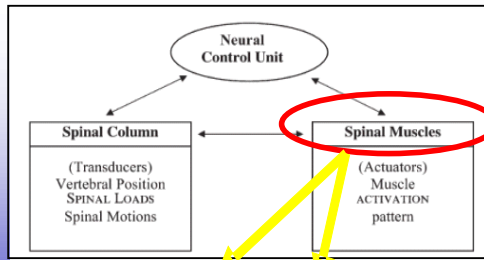 Neural
Control Unit
Spinal Column
(Transducers)
Vertebral Position
SPINAL LOADS
Spinal Motions
Spinal Muscles
(Actuators)
Muscle
ACTIVATION
pattern